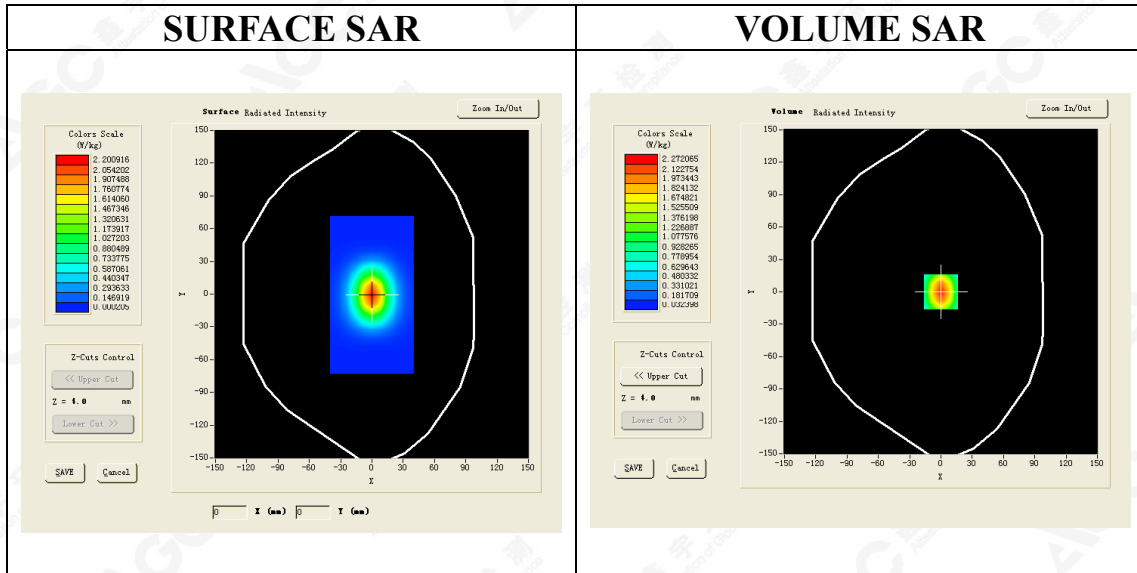 SURFACE SAR
VOLUME SAR
Surface Radiated Intensity
Zoom In/Out
Colors Scale
(W/kg)
2.200916
2.054202
1.907488
1.760774
1.614060
1.467346
1.320631
1.173917
1.027203
0.880489
0.733775
0.587061
0.440347
0.293633
0.146919
0.000205
150
120
90
60
30
0
-30
-60
-90
-120
-150
Y
-150 -120 -90 -60 -30 0 30 60 90 120 150
X
Z-Cuts Control
<< Upper Cut
Z = 4.0 mm
Lower Cut >>
SAVE Cancel
0 X (mm) 0 Y (mm)
Volume Radiated Intensity
Zoom In/Out
Colors Scale
(W/kg)
2.272065
2.122754
1.973443
1.824132
1.674821
1.525509
1.376198
1.226887
1.077576
0.928265
0.778954
0.629643
0.480332
0.331021
0.181709
0.032398
150
120
90
60
30
0
-30
-60
-90
-120
-150
Y
-150 -120 -90 -60 -30 0 30 60 90 120 150
X
Z-Cuts Control
<< Upper Cut
Z = 4.0 mm
Lower Cut >>
SAVE Cancel